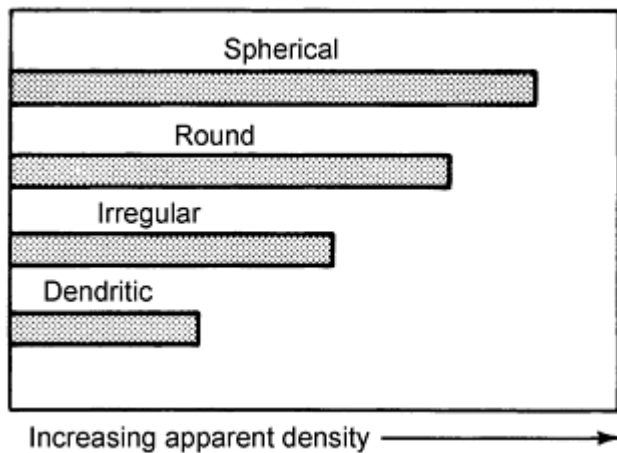 Spherical
Round
Irregular
Dendritic
Increasing apparent density